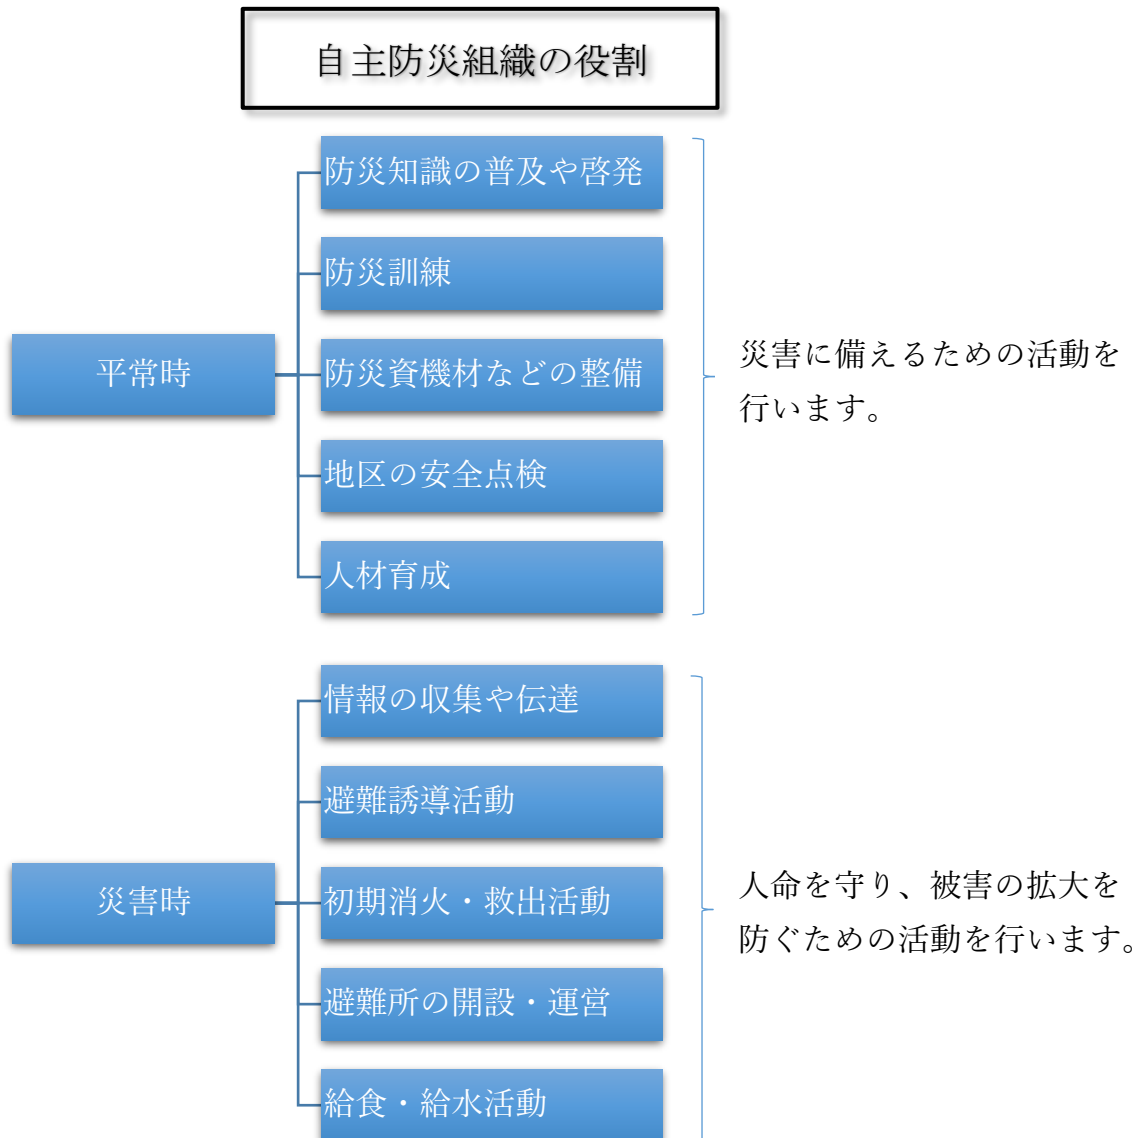 自主防災組織の役割
平常時
防災知識の普及や啓発
防災訓練
防災資機材などの整備
地区の安全点検
人材育成
災害に備えるための活動を
行います。
災害時
情報の収集や伝達
避難誘導活動
初期消火・救出活動
避難所の開設・運営
給食・給水活動
人命を守り、被害の拡大を
防ぐための活動を行います。